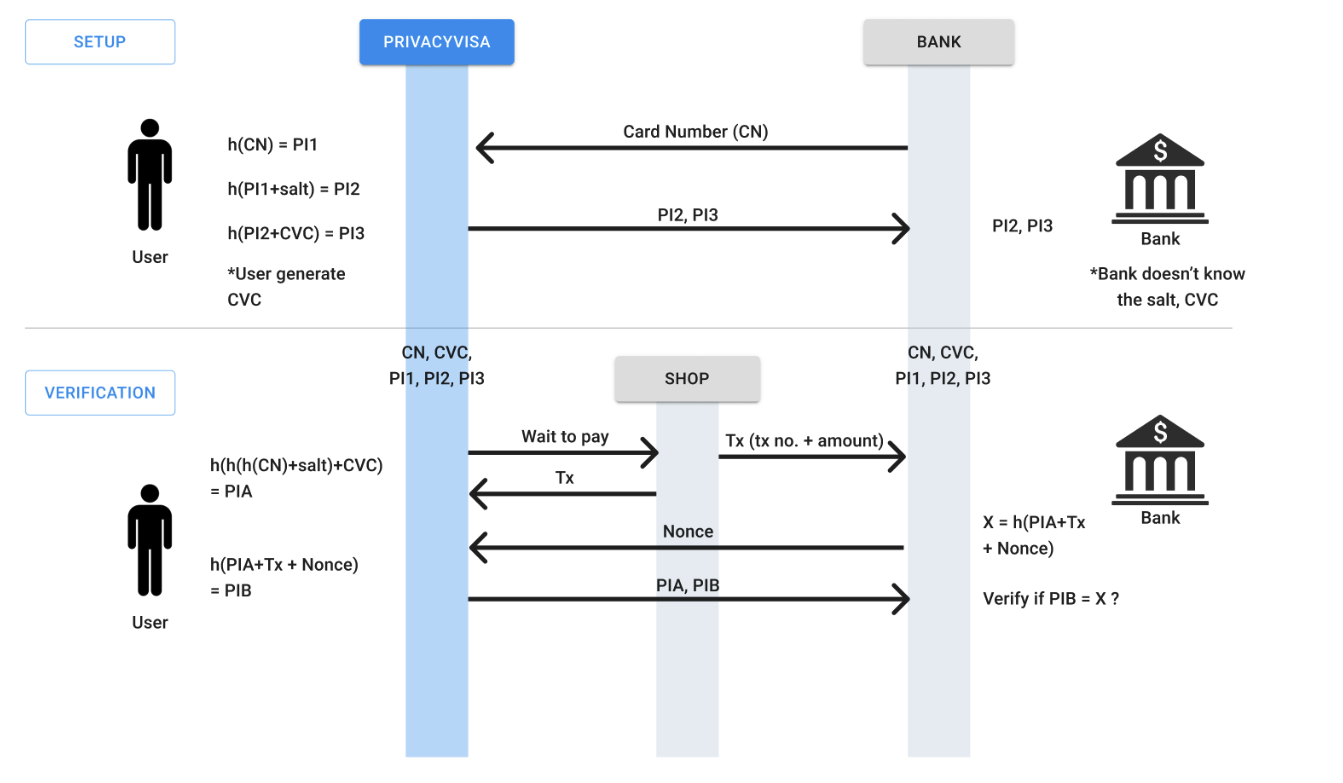 SETUP
PRIVACYVISA
BANK
Card Number (CN)
h(CN) = PI1
h(PI1+salt) = PI2
PI2, PI3
h(PI2+CVC) = PI3
PI2, PI3
$
Bank
User
*User generate
CVC
*Bank doesn't know
the salt, CVC
CN, CVC,
PI1, PI2, PI3
CN, CVC,
PI1, PI2, PI3
SHOP
VERIFICATION
Wait to pay
Tx (tx no. + amount)
$
h(h(h(CN)+salt)+CVC)
= PIA
Tx
Bank
Nonce
X = h(PIA+Tx
+ Nonce)
h(PIA+Tx + Nonce)
= PIB
PIA, PIB
Verify if PIB = X ?
User